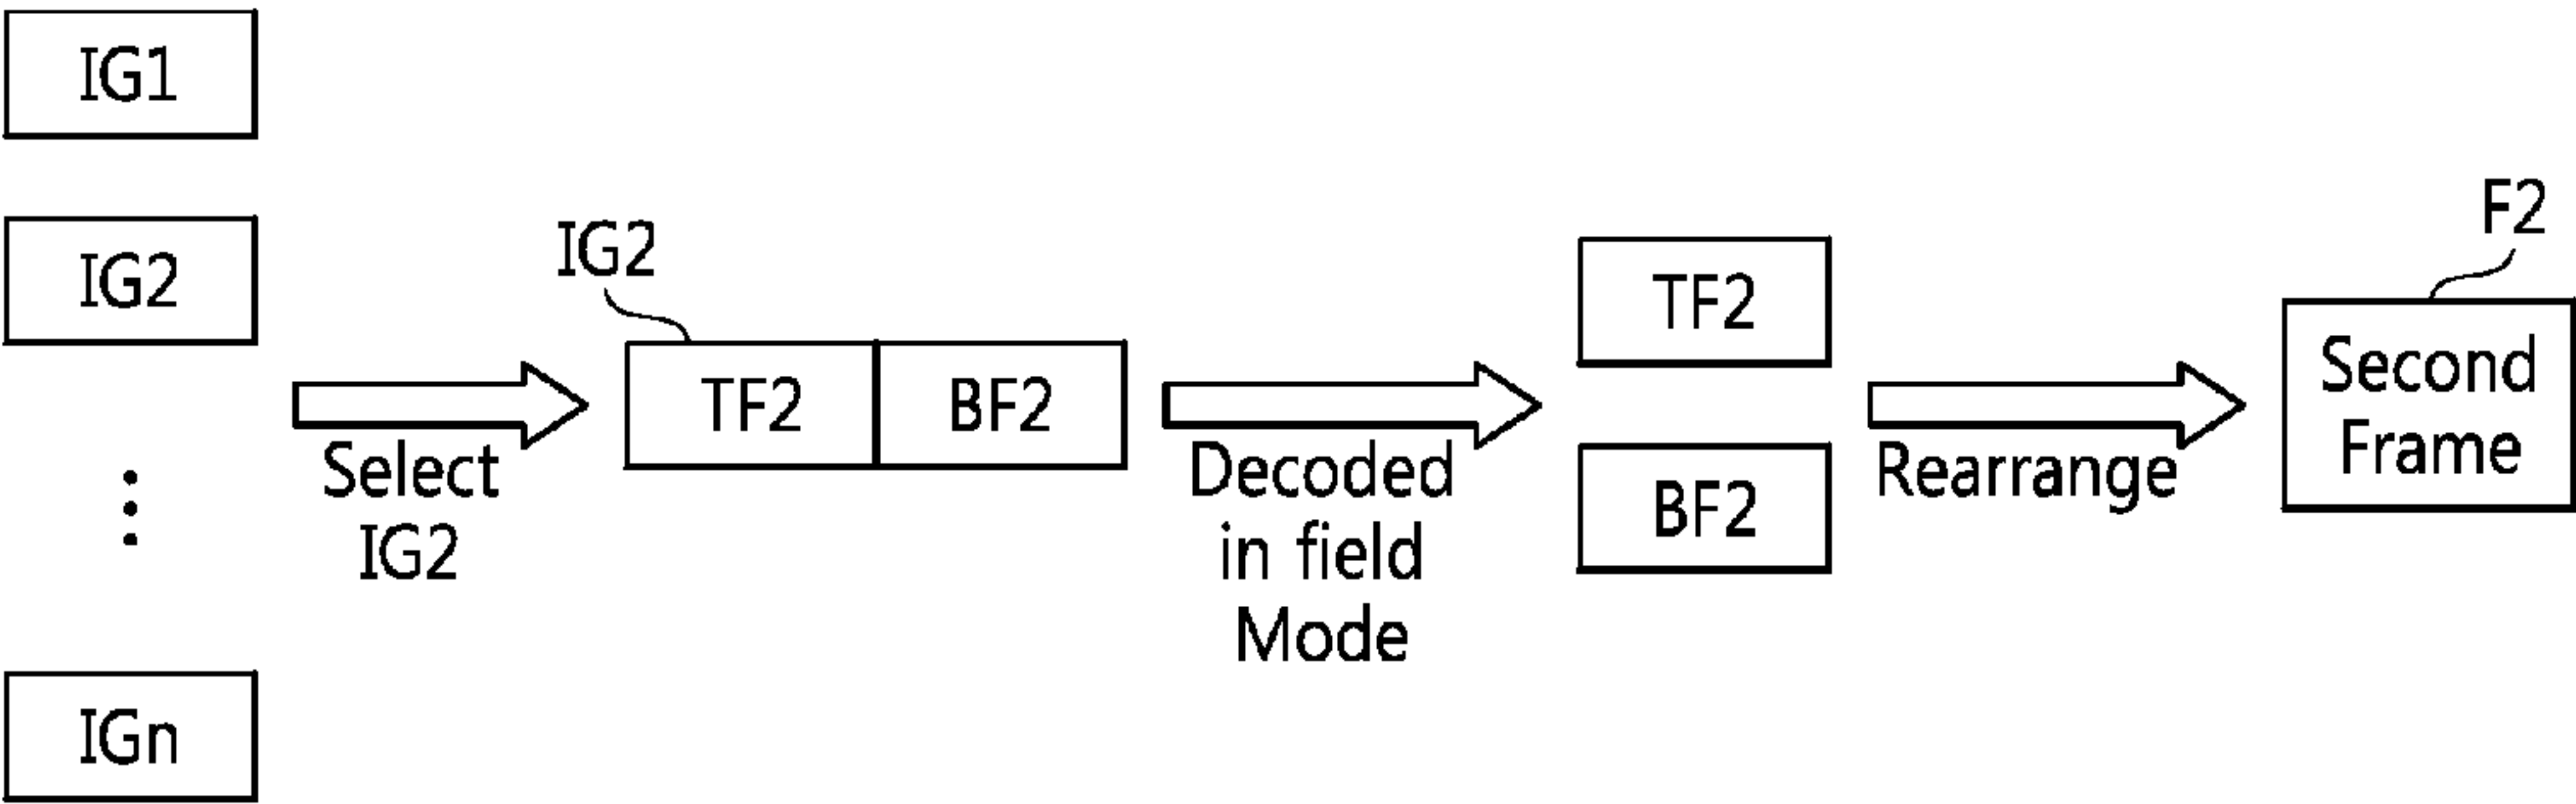 IG1
IG2
IGn
Select
IG2
IG2
TF2 BF2
Decoded
in field
Mode
TF2
BF2
Rearrange
F2
Second
Frame